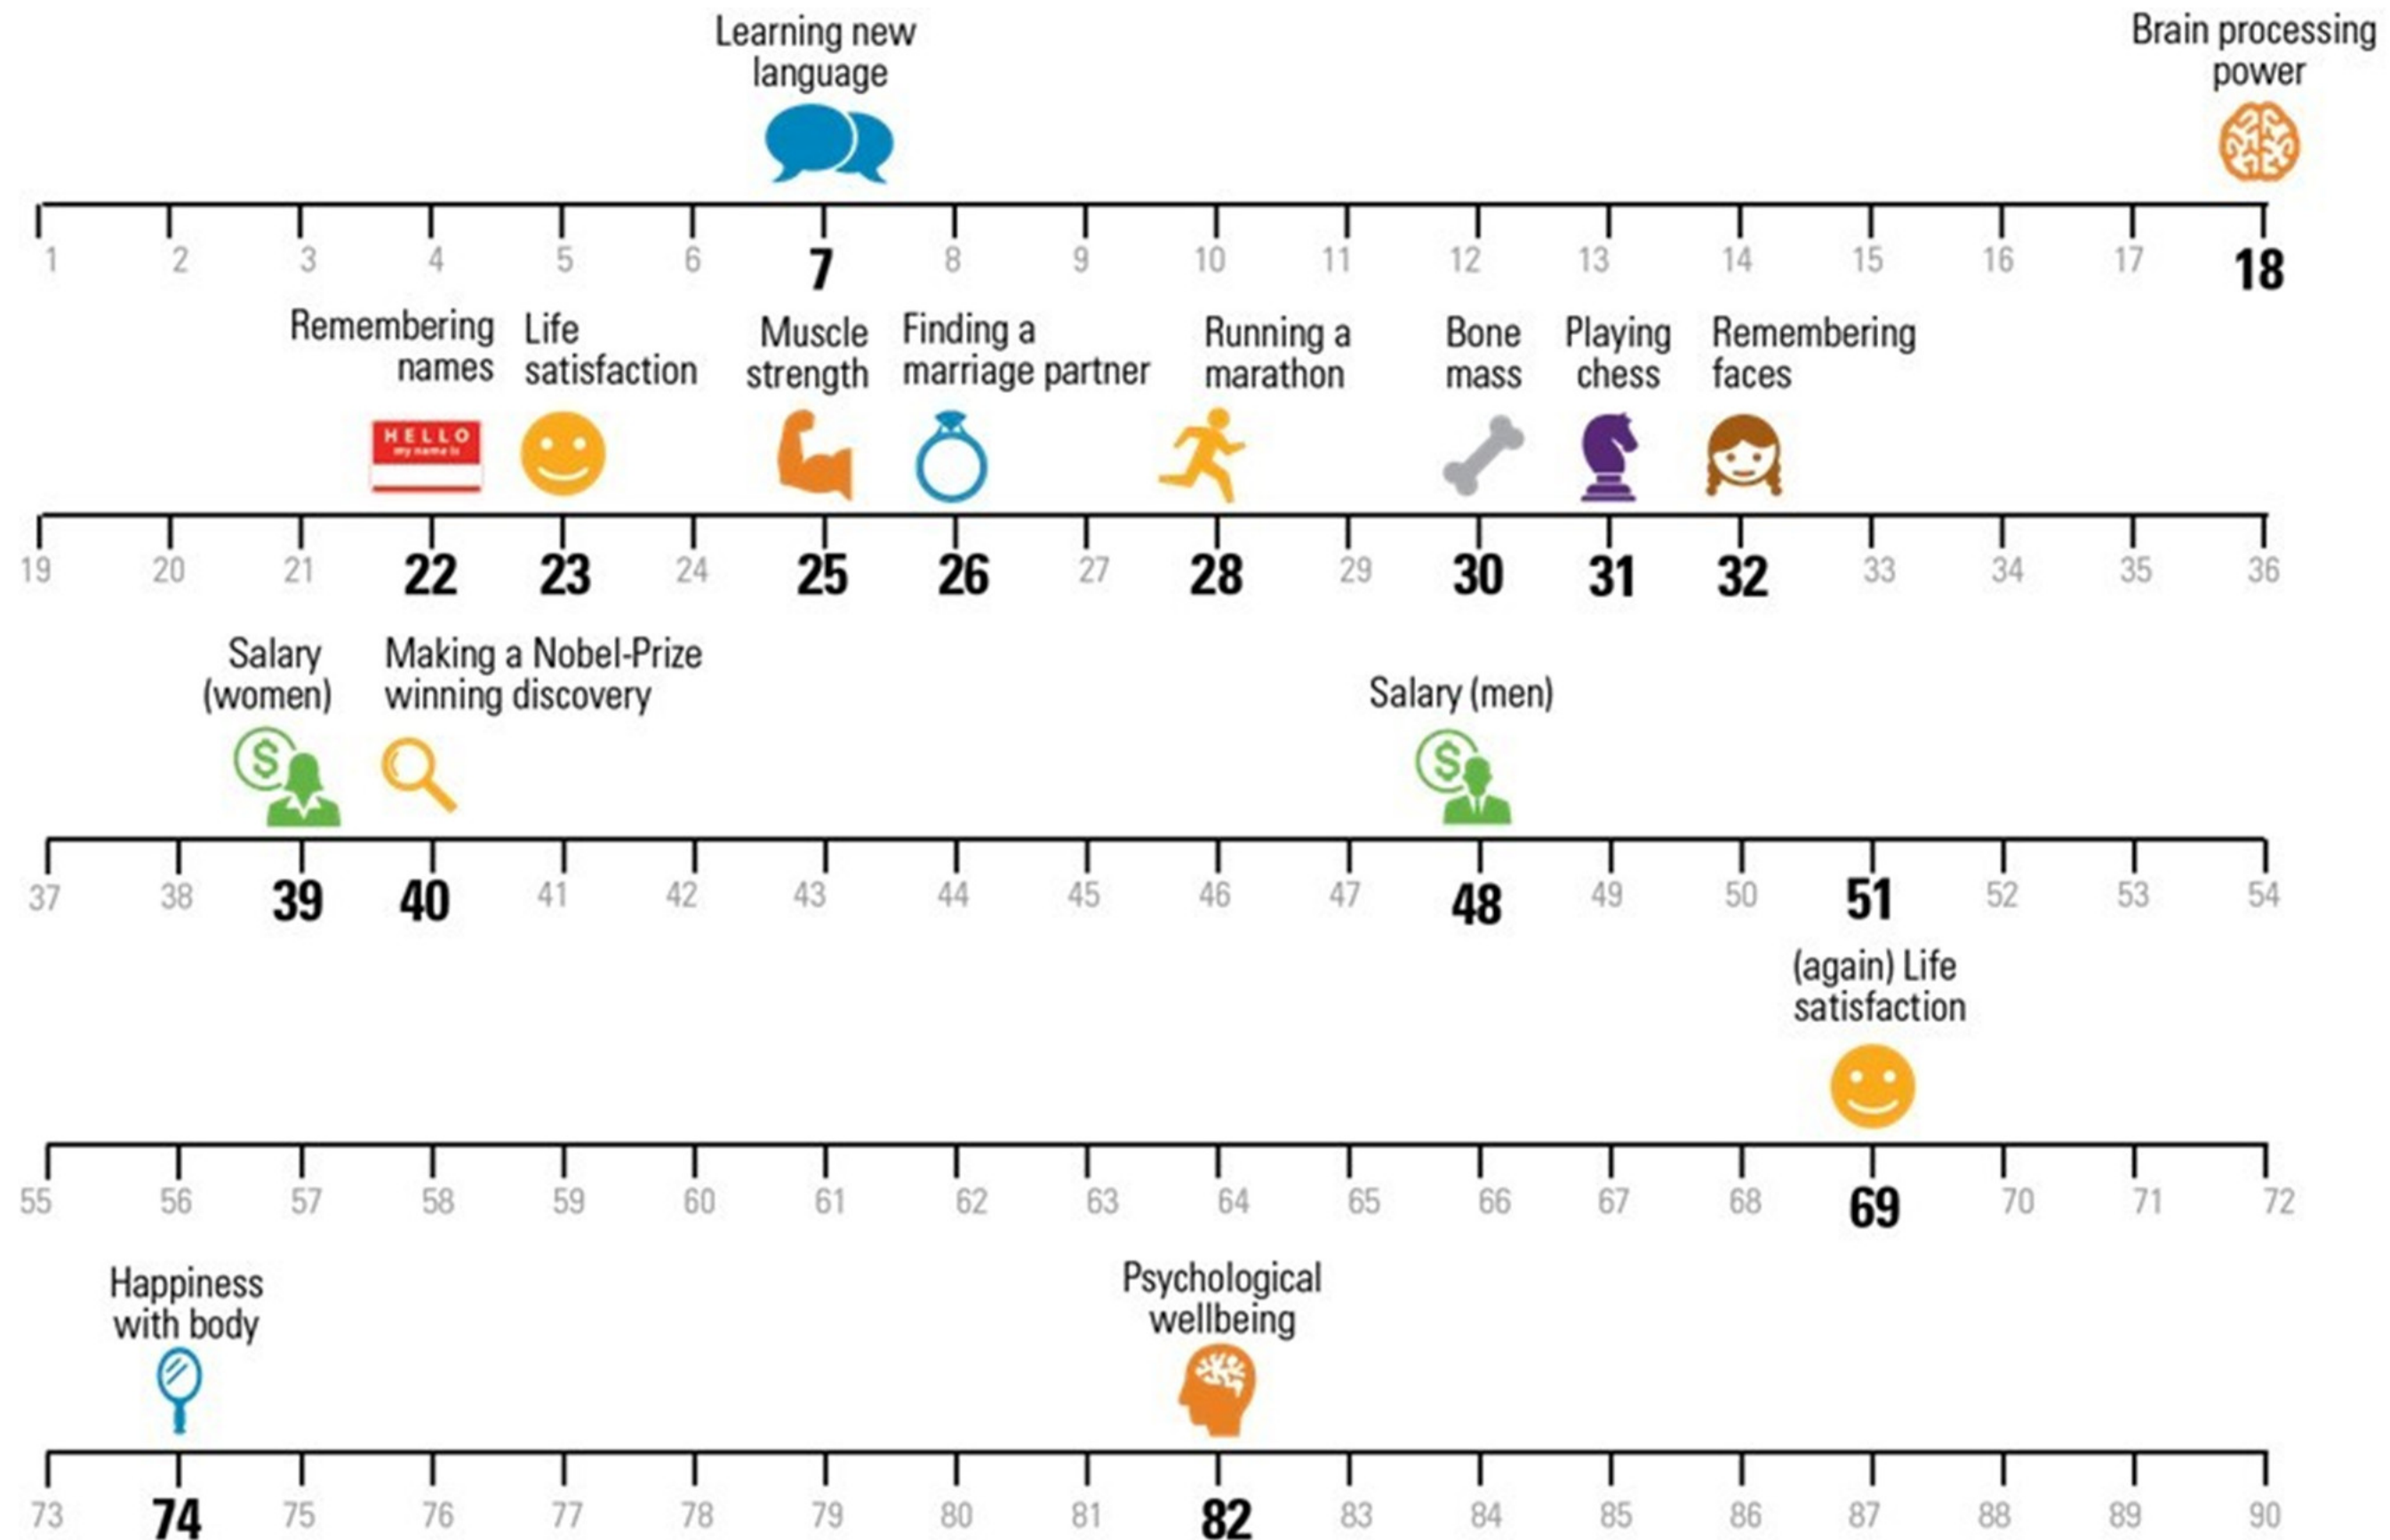 Learning new
language
Brain processing
power
1 2 3 4 5 6 7 8 9 10 11 12 13 14 15 16 17 18
Remembering
names
Life
satisfaction
Muscle
strength
Finding a
marriage partner
Running a
marathon
Bone
mass
Playing
chess
Remembering
faces
HELLO
my name is
19 20 21 22 23 24 25 26 27 28 29 30 31 32 33 34 35 36
Salary
(women)
Making a Nobel-Prize
winning discovery
Salary (men)
$
$
37 38 39 40 41 42 43 44 45 46 47 48 49 50 51 52 53 54
(again) Life
satisfaction
55 56 57 58 59 60 61 62 63 64 65 66 67 68 69 70 71 72
Happiness
with body
Psychological
wellbeing
73 74 75 76 77 78 79 80 81 82 83 84 85 86 87 88 89 90